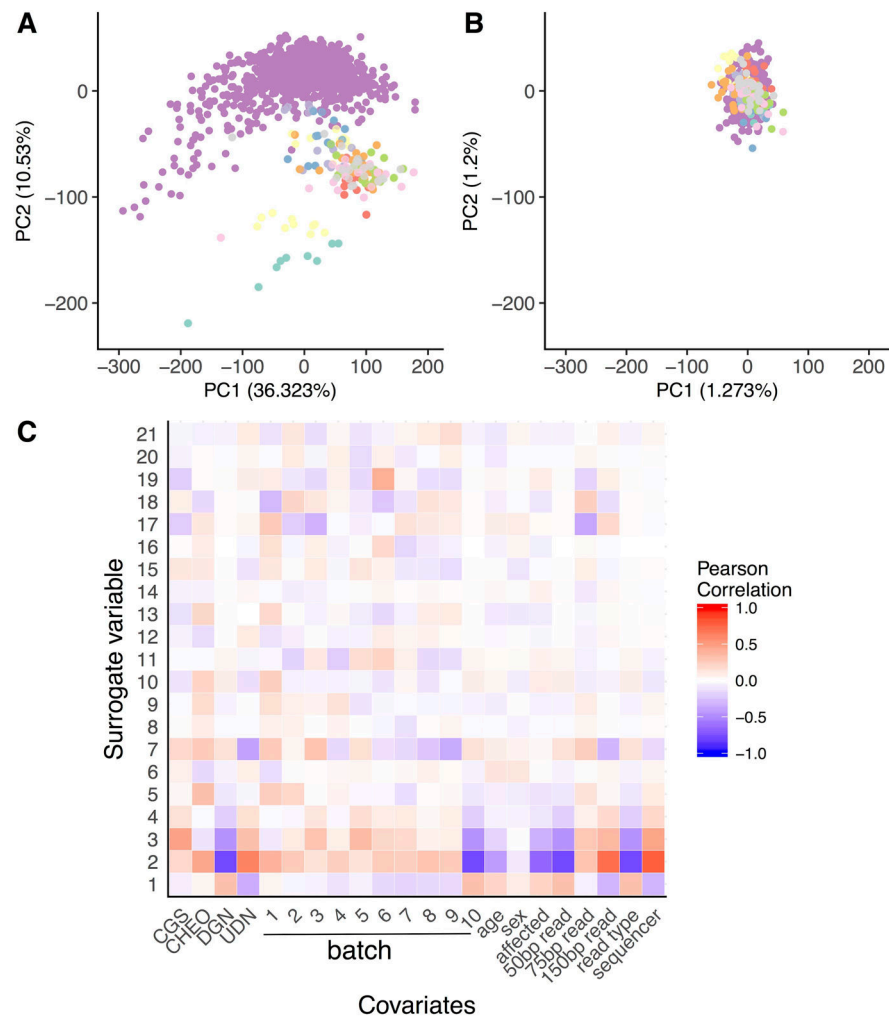 A
0
−100
−200
−300
−200
−100
0
100
200
PC1 (36.323%)
PC2 (10.53%)
B
0
−100
−200
−300
−200
−100
0
100
200
PC1 (1.273%)
PC2 (1.2%)
C
21
20
19
18
17
16
15
14
13
12
11
10
9
8
7
6
5
4
3
2
1
Surrogate variable
CGS
CHEO
DGN
UDN
1
2
3
4
5
6
7
8
9
10
age
sex
affected
50bp read
75bp read
150bp read
read type
sequencer
batch
Covariates
Pearson
Correlation
1.0
0.5
0.0
−0.5
−1.0